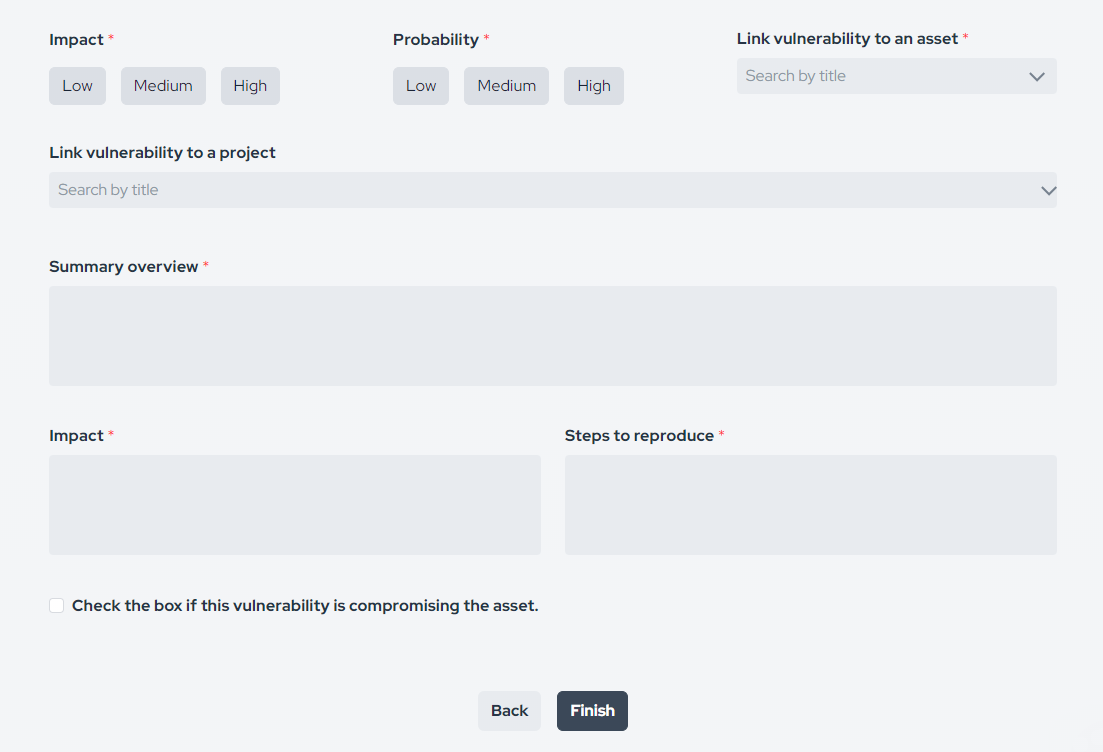 Impact *
Probability *
Link vulnerability to an asset *
Low Medium High
Low Medium High
Search by title
Link vulnerability to a project
Search by title
Summary overview *
Impact *
Steps to reproduce *
Check the box if this vulnerability is compromising the asset.
Back Finish